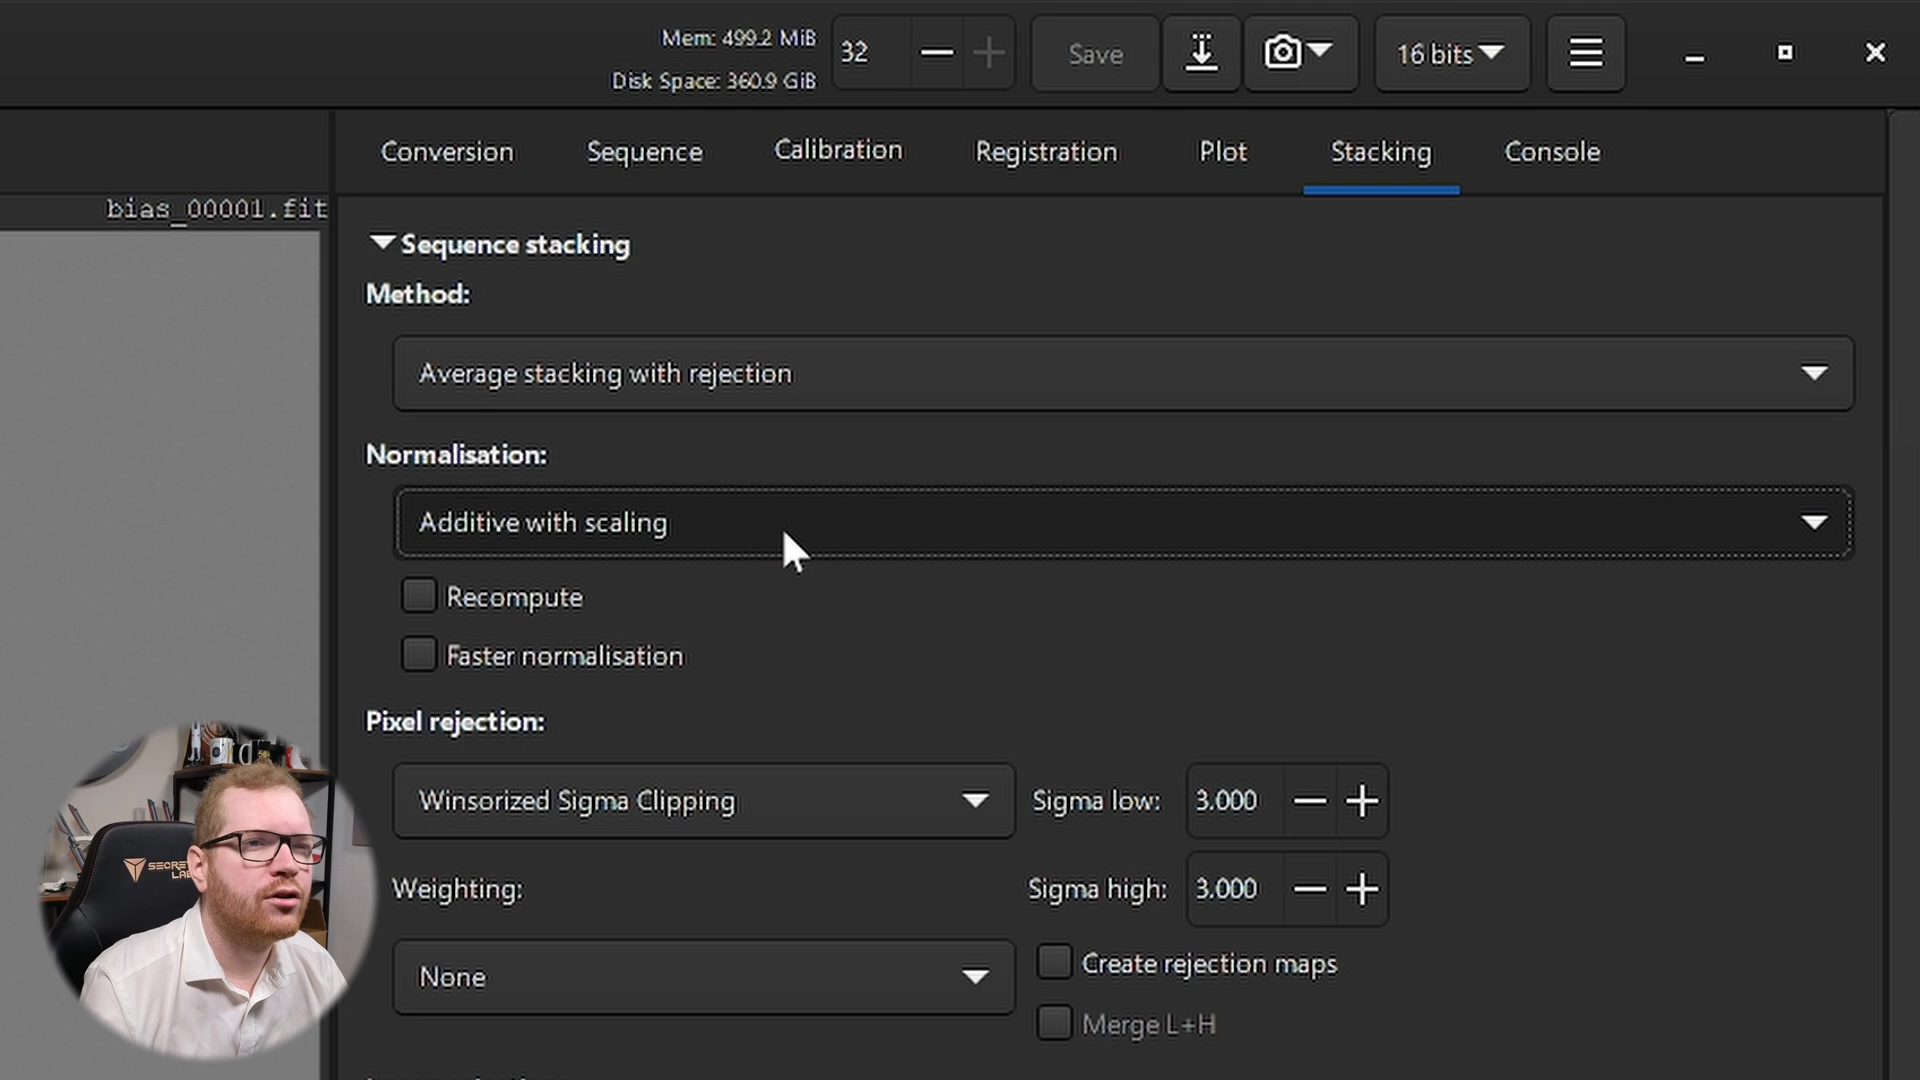 Mem: 499.2 MiB
Disk Space: 360.9 GiB
32
Save
16 bits
Conversion
Sequence
Calibration
Registration
Plot
Stacking
Console
bias_00001.fit
Sequence stacking
Method:
Average stacking with rejection
Normalisation:
Additive with scaling
Recompute
Faster normalisation
Pixel rejection:
Winsorized Sigma Clipping
Sigma low:
3.000
Weighting:
Sigma high:
3.000
None
Create rejection maps
Merge L+H